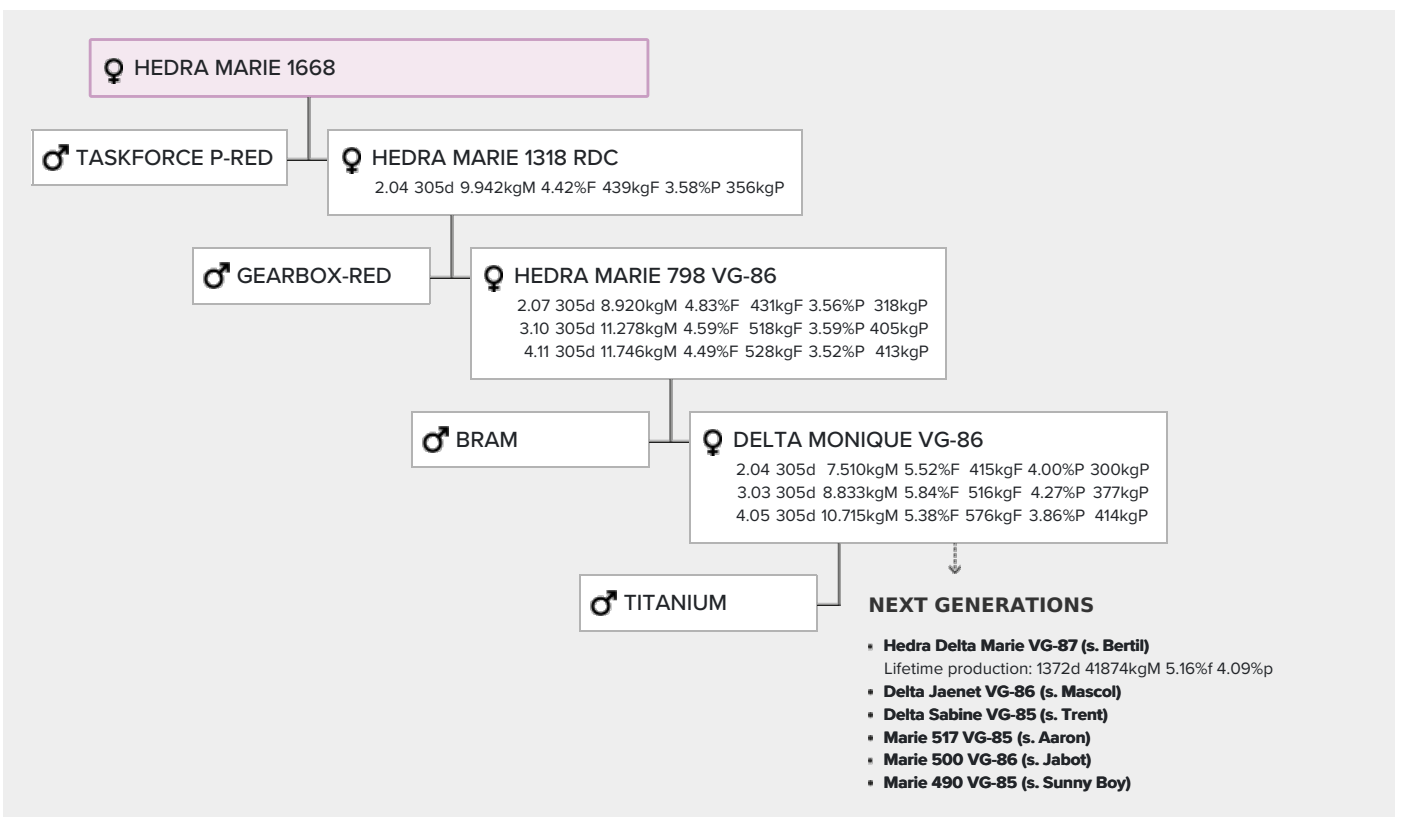 HEDRA MARIE 1668
TASKFORCE P-RED
HEDRA MARIE 1318 RDC
2.04 305d 9.942kgM 4.42%F 439kgF 3.58%P 356kgP
GEARBOX-RED
HEDRA MARIE 798 VG-86
2.07 305d 8.920kgM 4.83%F 431kgF 3.56%P 318kgP
3.10 305d 11.278kgM 4.59%F 518kgF 3.59%P 405kgP
4.11 305d 11.746kgM 4.49%F 528kgF 3.52%P 413kgP
BRAM
DELTA MONIQUE VG-86
2.04 305d 7.510kgM 5.52%F 415kgF 4.00%P 300kgP
3.03 305d 8.833kgM 5.84%F 516kgF 4.27%P 377kgP
4.05 305d 10.715kgM 5.38%F 576kgF 3.86%P 414kgP
TITANIUM
NEXT GENERATIONS
▪ Hedra Delta Marie VG-87 (s. Bertil)
Lifetime production: 1372d 41874kgM 5.16%f 4.09%p
▪ Delta Jaenet VG-86 (s. Mascol)
▪ Delta Sabine VG-85 (s. Trent)
▪ Marie 517 VG-85 (s. Aaron)
▪ Marie 500 VG-86 (s. Jabot)
▪ Marie 490 VG-85 (s. Sunny Boy)